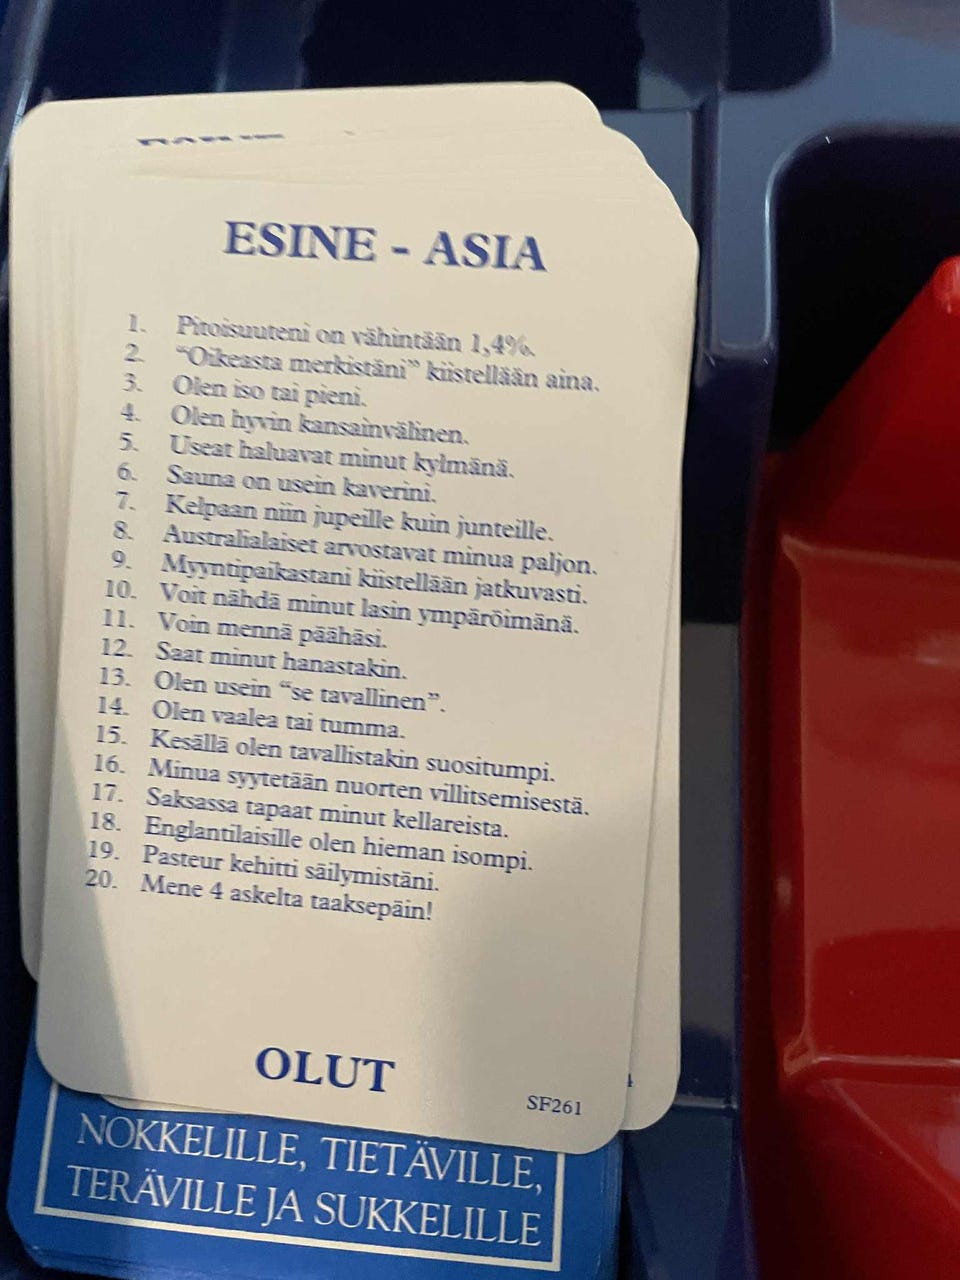 ESINE - ASIA
1. Pitoisuuteni on vähintään 1,4%.
2. “Oikeasta merkistäni” kiistellään aina.
3. Olen iso tai pieni.
4. Olen hyvin kansainvälinen.
5. Useat haluavat minut kylmänä.
6. Sauna on usein kaverini.
7. Kelpaan niin jupeille kuin junteille.
8. Australialaiset arvostavat minua paljon.
9. Myyntipaikastani kiistellään jatkuvasti.
10. Voit nähdä minut lasin ympäröimänä.
11. Voin mennä päähäsi.
12. Saat minut hanastakin.
13. Olen usein “se tavallinen”.
14. Olen vaalea tai tumma.
15. Kesällä olen tavallistakin suositumpi.
16. Minua syytetään nuorten villitsemisestä.
17. Saksassa tapaat minut kellareista.
18. Englantilaisille olen hieman isompi.
19. Pasteur kehitti säilymistäni.
20. Mene 4 askelta taaksepäin!
OLUT
SF261
NOKKELILLE, TIETÄVILLE,
TERÄVILLE JA SUKKELILLE